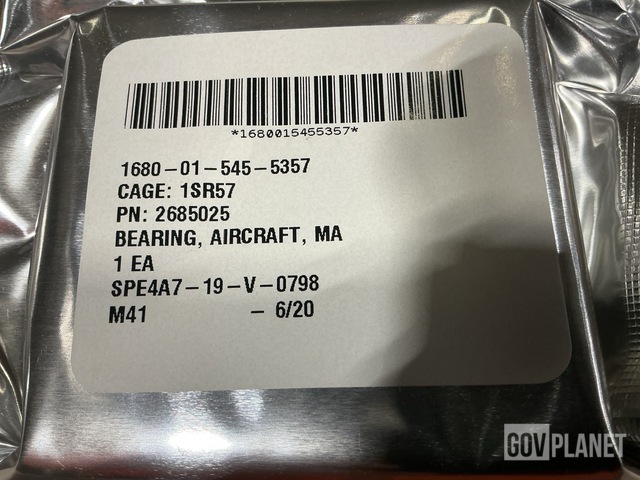 *1680015455357*
1680-01-545-5357
CAGE: 1SR57
PN: 2685025
BEARING, AIRCRAFT, MA
1 EA
SPE4A7-19-V-0798
M41 - 6/20
GOVPLANET